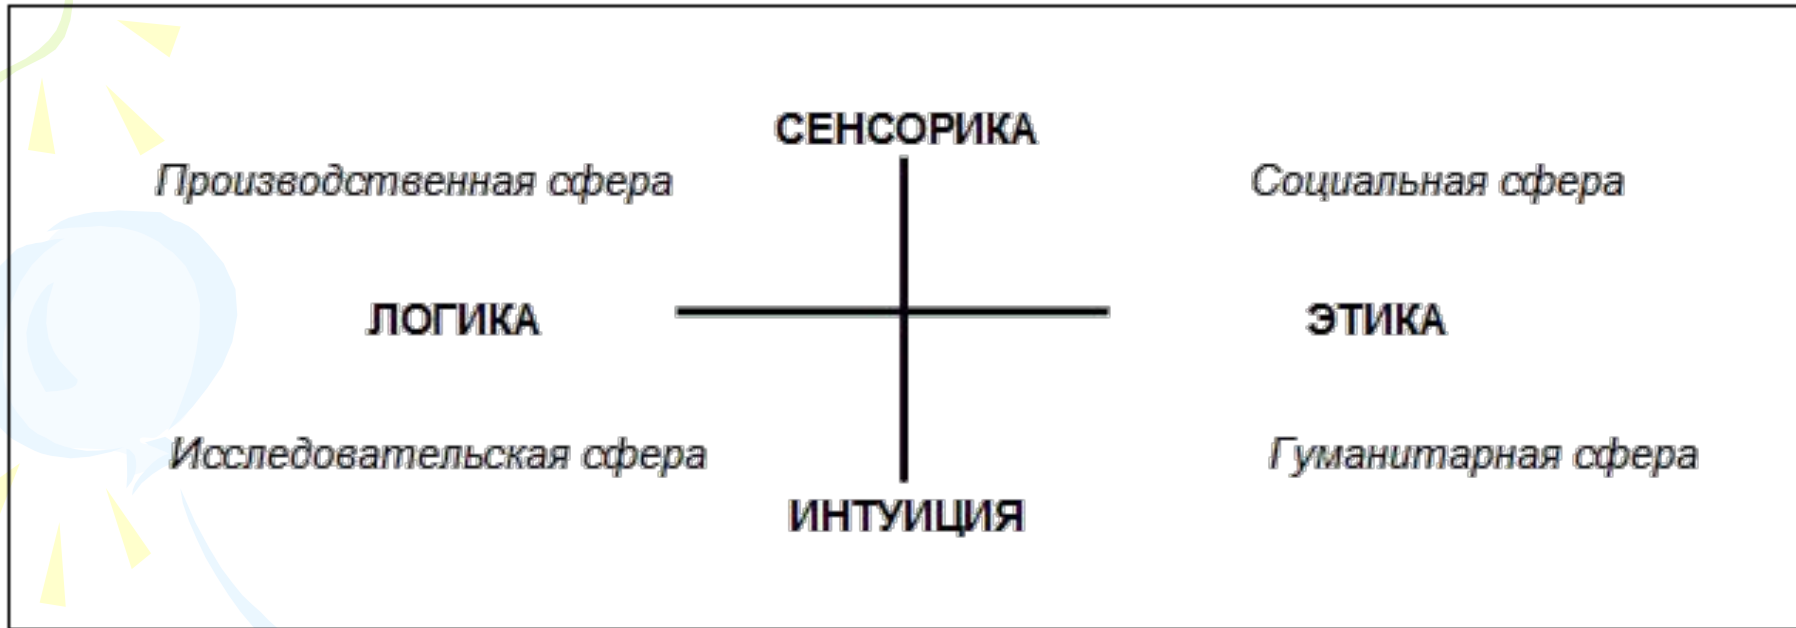 СЕНСОРИКА
Производственная сфера
Социальная сфера
ЛОГИКА
ЭТИКА
Исследовательская сфера
Гуманитарная сфера
ИНТУИЦИЯ